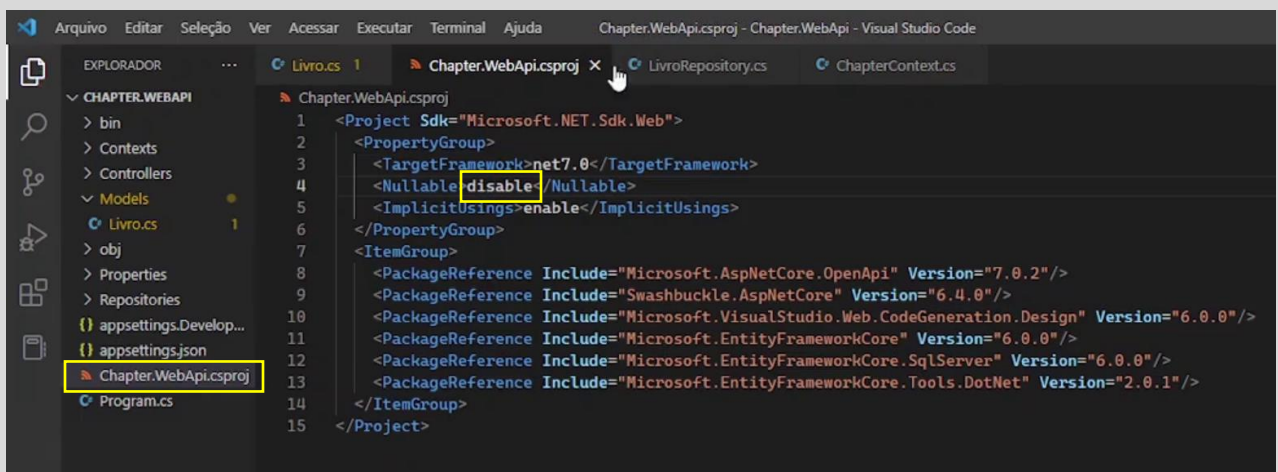 Arquivo Editar Seleção Ver Acessar Executar Terminal Ajuda Chapter.WebApi.csproj - Chapter.WebApi - Visual Studio Code
EXPLORADOR ...
Livro.cs 1 Chapter.WebApi.csproj × LivroRepository.cs ChapterContext.cs
CHAPTER.WEBAPI
> bin
> Contexts
> Controllers
Models
Livro.cs 1
> obj
> Properties
> Repositories
{} appsettings.Develop...
{} appsettings.json
Chapter.WebApi.csproj
Program.cs
Chapter.WebApi.csproj
1 <Project Sdk="Microsoft.NET.Sdk.Web">
2 <PropertyGroup>
3 <TargetFramework>net7.0</TargetFramework>
4 <Nullable>disable</Nullable>
5 <ImplicitUsings>enable</ImplicitUsings>
6 </PropertyGroup>
7 <ItemGroup>
8 <PackageReference Include="Microsoft.AspNetCore.OpenApi" Version="7.0.2"/>
9 <PackageReference Include="Swashbuckle.AspNetCore" Version="6.4.0"/>
10 <PackageReference Include="Microsoft.VisualStudio.Web.CodeGeneration.Design" Version="6.0.0"/>
11 <PackageReference Include="Microsoft.EntityFrameworkCore" Version="6.0.0"/>
12 <PackageReference Include="Microsoft.EntityFrameworkCore.SqlServer" Version="6.0.0"/>
13 <PackageReference Include="Microsoft.EntityFrameworkCore.Tools.DotNet" Version="2.0.1"/>
14 </ItemGroup>
15 </Project>